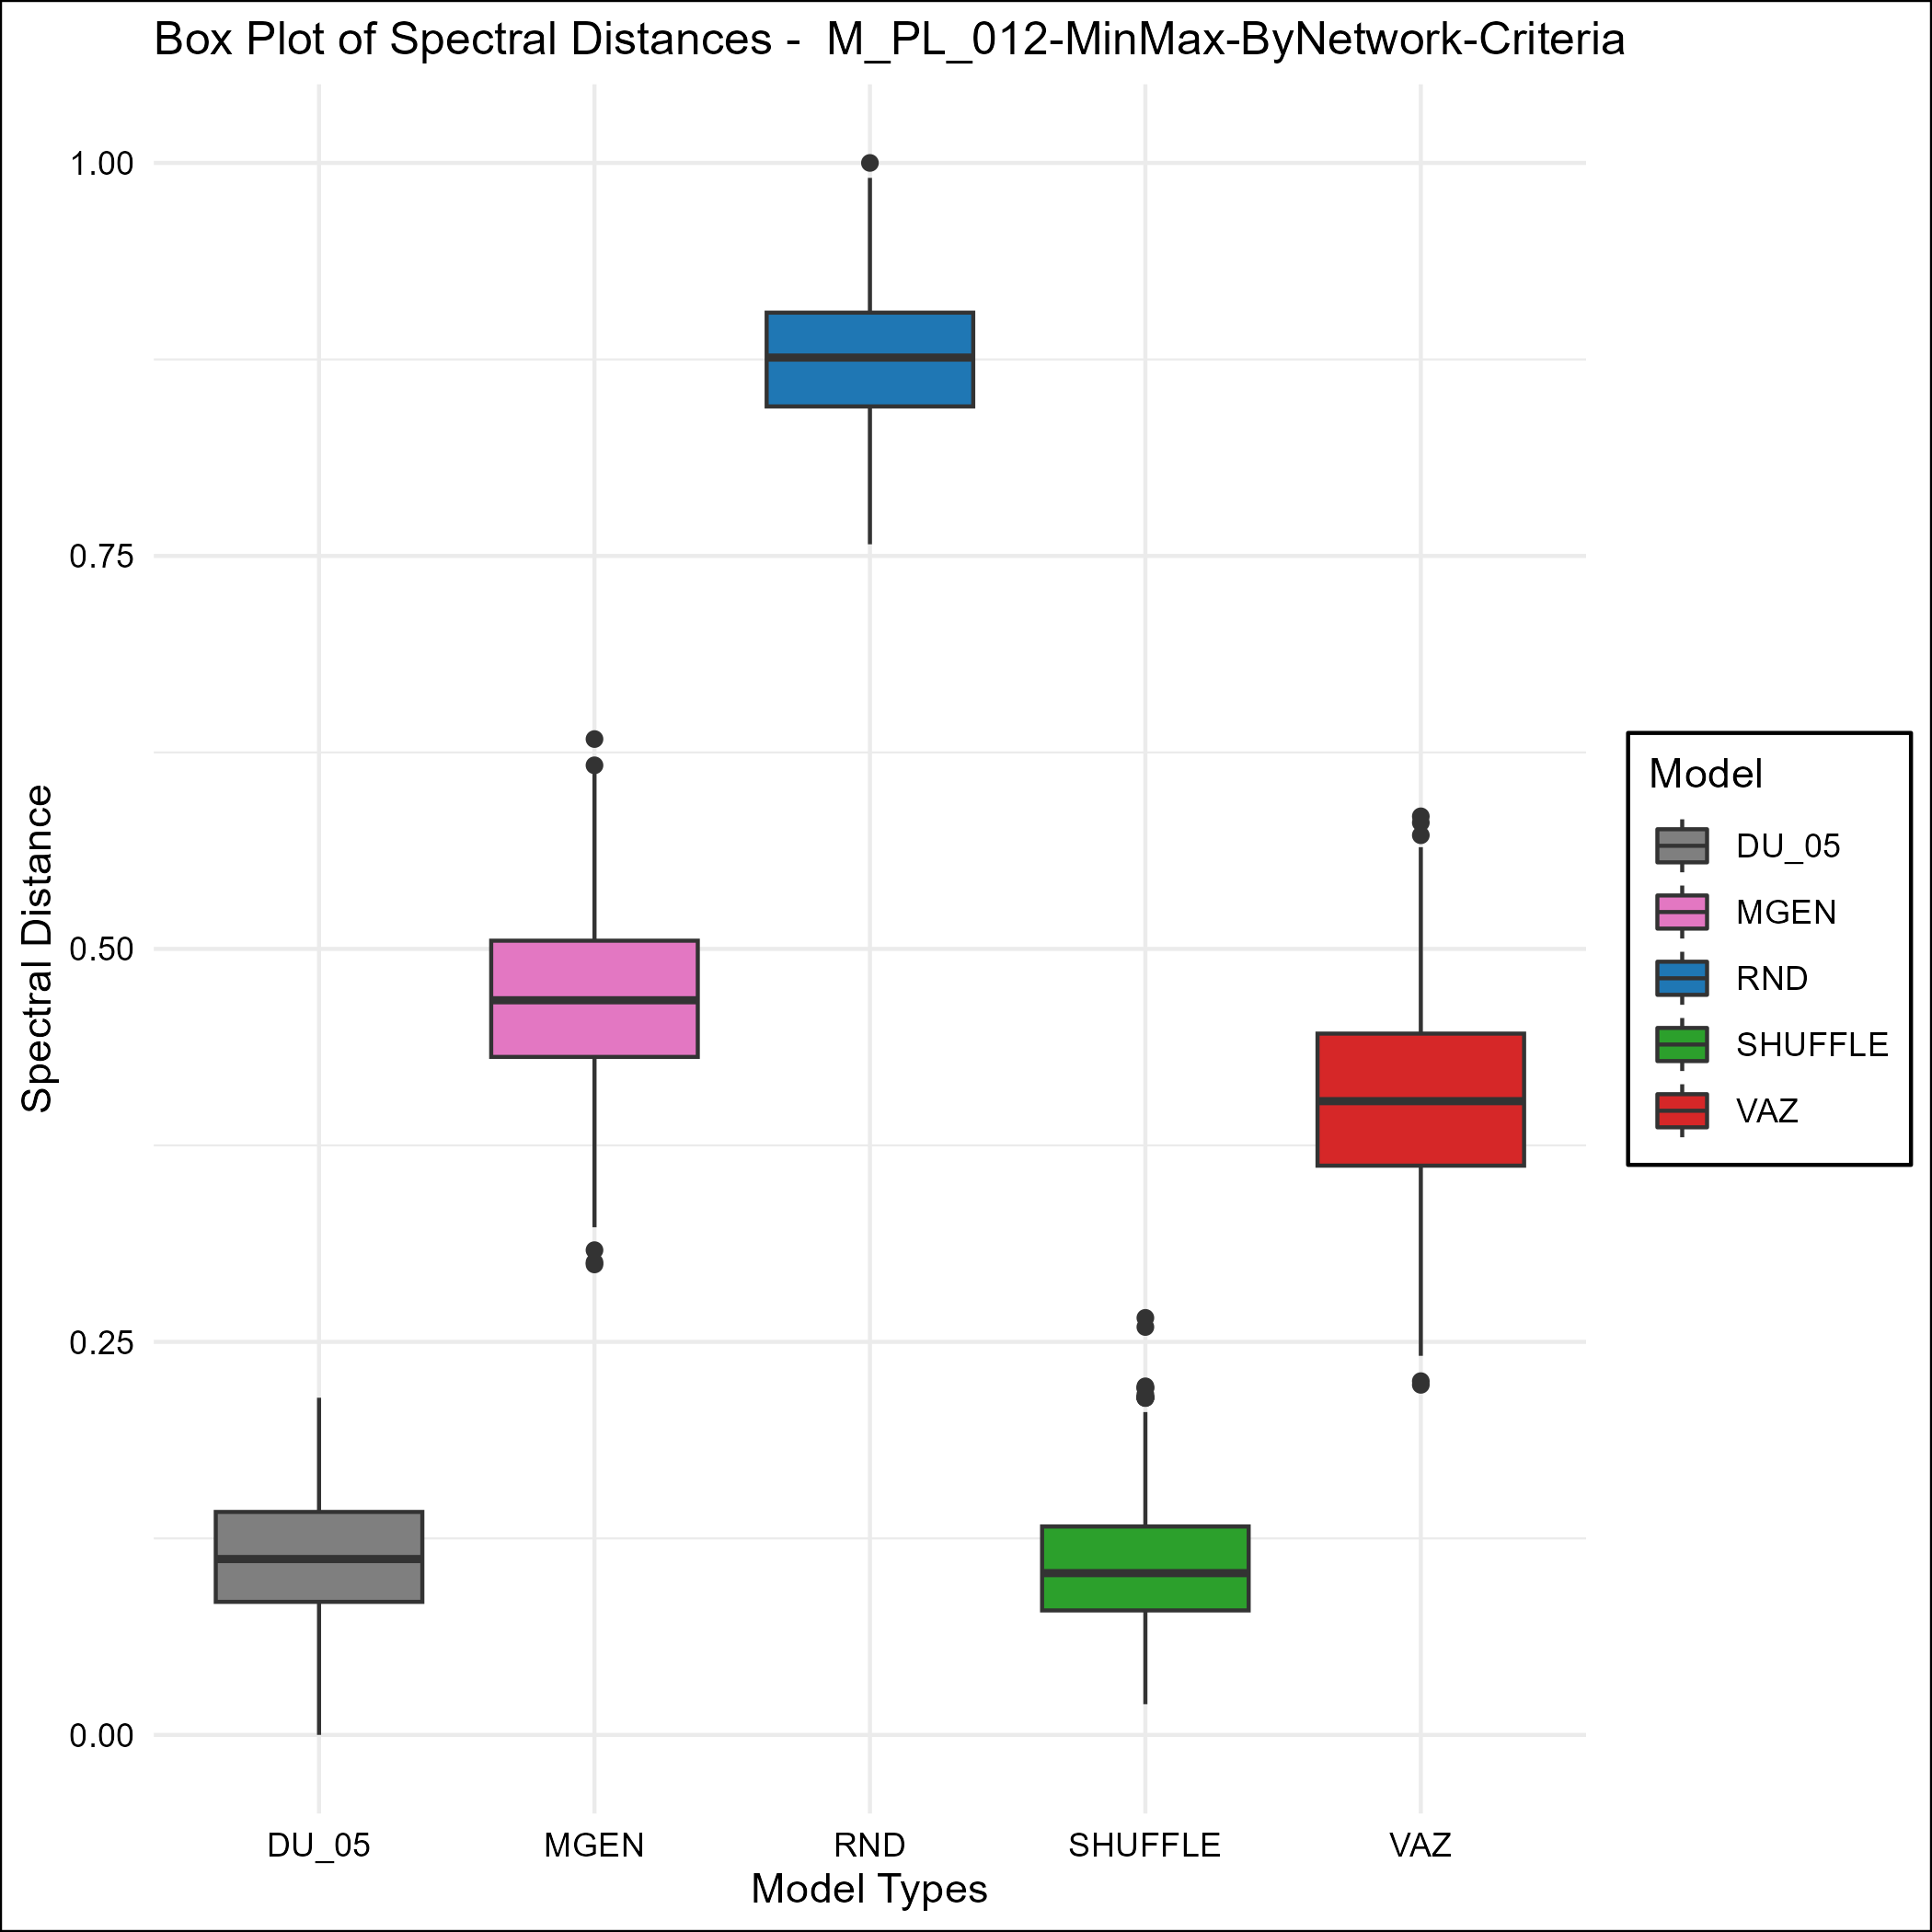 Box Plot of Spectral Distances -  M_PL_012-MinMax-ByNetwork-Criteria
Spectral Distance
1.00
0.75
0.50
0.25
0.00
DU_05
MGEN
RND
SHUFFLE
VAZ
Model Types
Model
DU_05
MGEN
RND
SHUFFLE
VAZ